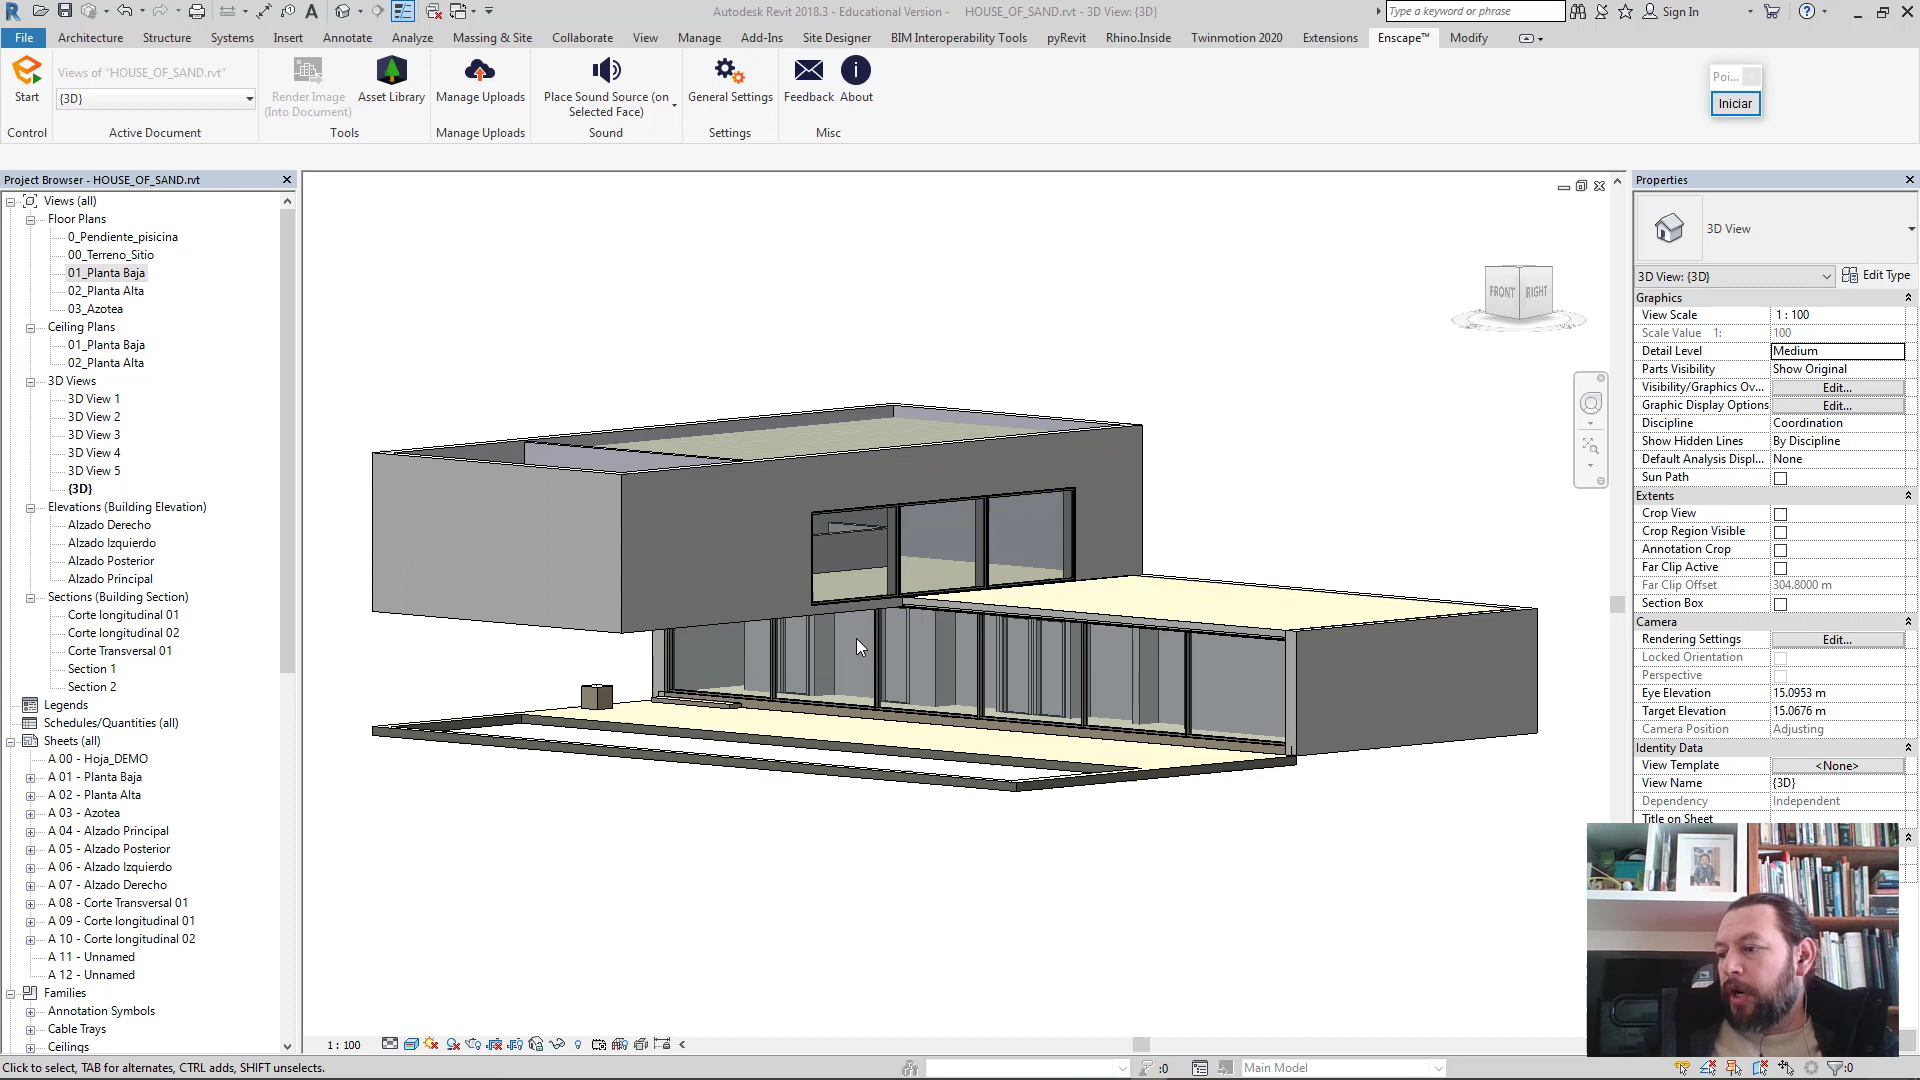 Autodesk Revit 2018.3 - Educational Version - HOUSE_OF_SAND.rvt - 3D View: {3D}
Type a keyword or phrase
Sign In
File Architecture Structure Systems Insert Annotate Analyze Massing & Site Collaborate View Manage Add-Ins Site Designer BIM Interoperability Tools pyRevit Rhino.Inside Twinmotion 2020 Extensions Enscape™ Modify
Start
Control
Views of "HOUSE_OF_SAND.rvt"
{3D}
Active Document
Render Image
(Into Document)
Asset Library
Tools
Manage Uploads
Manage Uploads
Place Sound Source (on
Selected Face)
Sound
General Settings
Settings
Feedback
About
Misc
Poi...
Iniciar
Project Browser - HOUSE_OF_SAND.rvt
Views (all)
Floor Plans
0_Pendiente_pisicina
00_Terreno_Sitio
01_Planta Baja
02_Planta Alta
03_Azotea
Ceiling Plans
01_Planta Baja
02_Planta Alta
3D Views
3D View 1
3D View 2
3D View 3
3D View 4
3D View 5
{3D}
Elevations (Building Elevation)
Alzado Derecho
Alzado Izquierdo
Alzado Posterior
Alzado Principal
Sections (Building Section)
Corte longitudinal 01
Corte longitudinal 02
Corte Transversal 01
Section 1
Section 2
Legends
Schedules/Quantities (all)
Sheets (all)
A 00 - Hoja_DEMO
A 01 - Planta Baja
A 02 - Planta Alta
A 03 - Azotea
A 04 - Alzado Principal
A 05 - Alzado Posterior
A 06 - Alzado Izquierdo
A 07 - Alzado Derecho
A 08 - Corte Transversal 01
A 09 - Corte longitudinal 01
A 10 - Corte longitudinal 02
A 11 - Unnamed
A 12 - Unnamed
Families
Annotation Symbols
Cable Trays
Ceilings
FRONT RIGHT
Properties
3D View
3D View: {3D}
Edit Type
Graphics
View Scale 1 : 100
Scale Value 1: 100
Detail Level Medium
Parts Visibility Show Original
Visibility/Graphics Ov... Edit...
Graphic Display Options Edit...
Discipline Coordination
Show Hidden Lines By Discipline
Default Analysis Displ... None
Sun Path
Extents
Crop View
Crop Region Visible
Annotation Crop
Far Clip Active
Far Clip Offset 304.8000 m
Section Box
Camera
Rendering Settings Edit...
Locked Orientation
Perspective
Eye Elevation 15.0953 m
Target Elevation 15.0676 m
Camera Position Adjusting
Identity Data
View Template <None>
View Name {3D}
Dependency Independent
Title on Sheet
1 : 100
Click to select, TAB for alternates, CTRL adds, SHIFT unselects.
:0
Main Model
:0